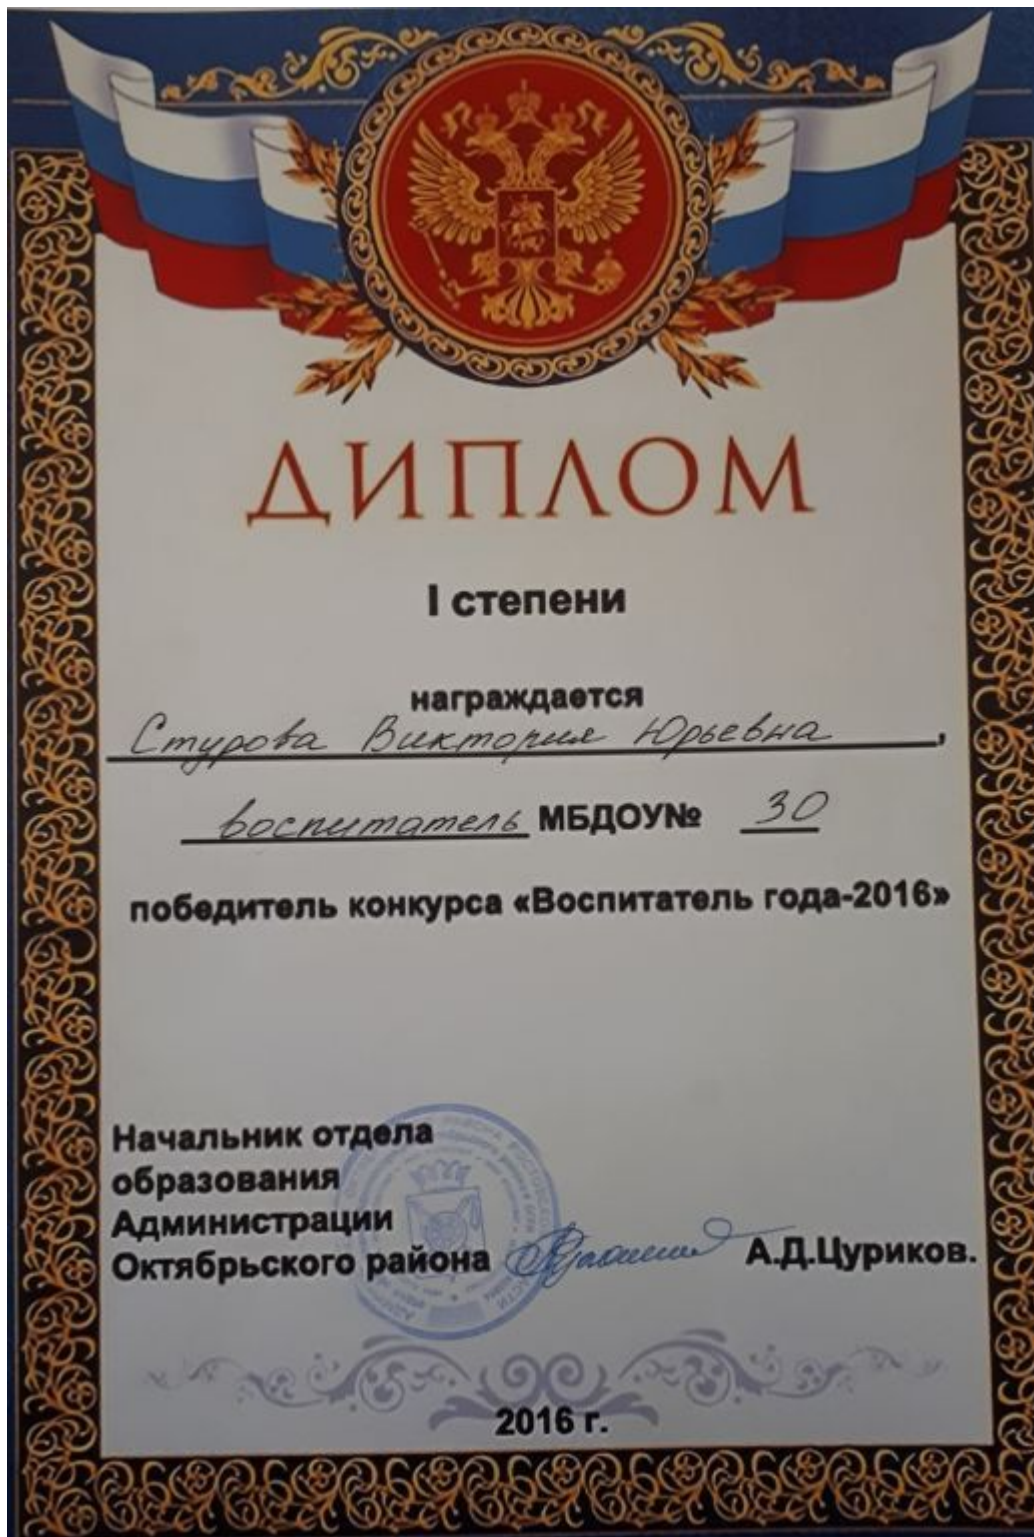 ДИПЛОМ
I степени
награждается
Стурова Виктория Юрьевна,
воспитатель МБДОУ№ 30
победитель конкурса «Воспитатель года-2016»
Начальник отдела
образования
Администрации
Октябрьского района А.Д.Цуриков.
2016 г.